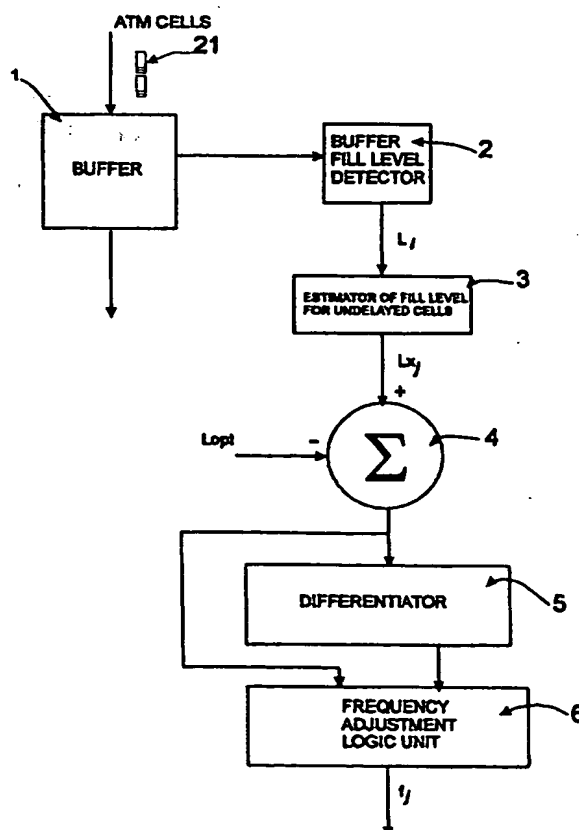 ATM CELLS
21
1
BUFFER
BUFFER
FILL LEVEL
DETECTOR
2
Li
3
ESTIMATOR OF FILL LEVEL
FOR UNDELAYED CELLS
Lxj
+
Lopt
-
Σ
4
DIFFERENTIATOR
5
FREQUENCY
ADJUSTMENT
LOGIC UNIT
6
fj